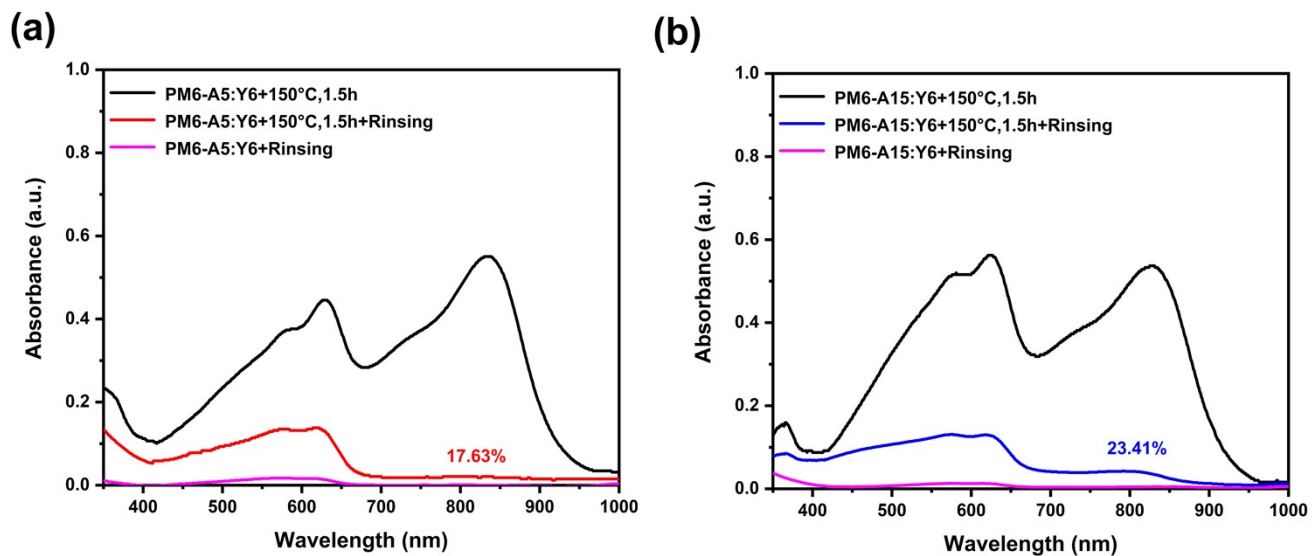 (a)
PM6-A5:Y6+150°C,1.5h
PM6-A5:Y6+150°C,1.5h+Rinsing
PM6-A5:Y6+Rinsing
17.63%
1.0
0.8
0.6
0.4
0.2
0.0
400 500 600 700 800 900 1000
Absorbance (a.u.)
Wavelength (nm)
(b)
PM6-A15:Y6+150°C,1.5h
PM6-A15:Y6+150°C,1.5h+Rinsing
PM6-A15:Y6+Rinsing
23.41%
1.0
0.8
0.6
0.4
0.2
0.0
400 500 600 700 800 900 1000
Absorbance (a.u.)
Wavelength (nm)